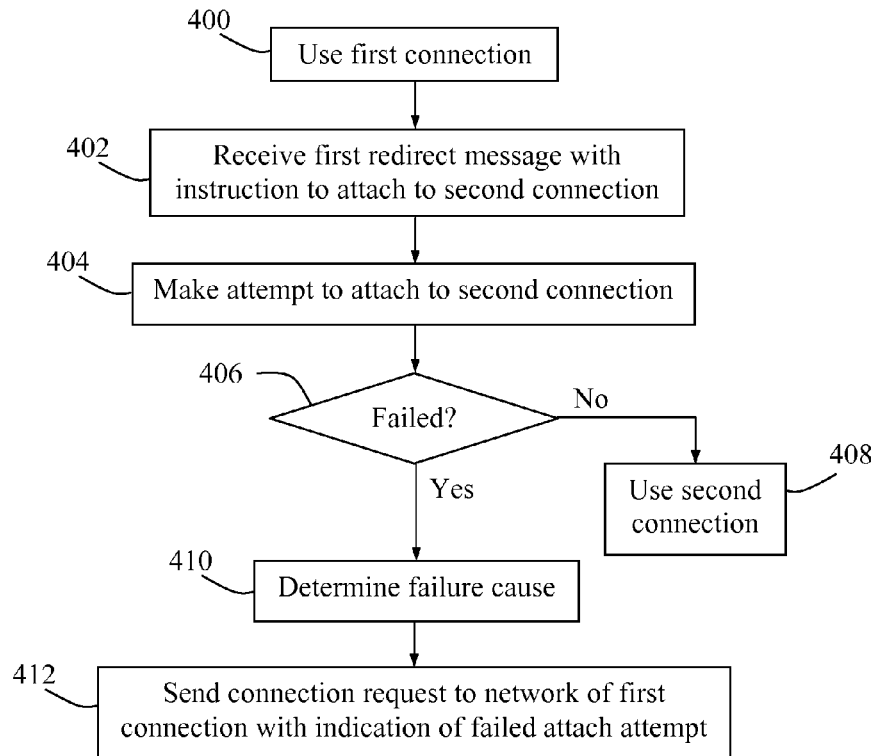 400
Use first connection
402
Receive first redirect message with
instruction to attach to second connection
404
Make attempt to attach to second connection
406
Failed?
No
408
Yes
Use second
connection
410
Determine failure cause
412
Send connection request to network of first
connection with indication of failed attach attempt